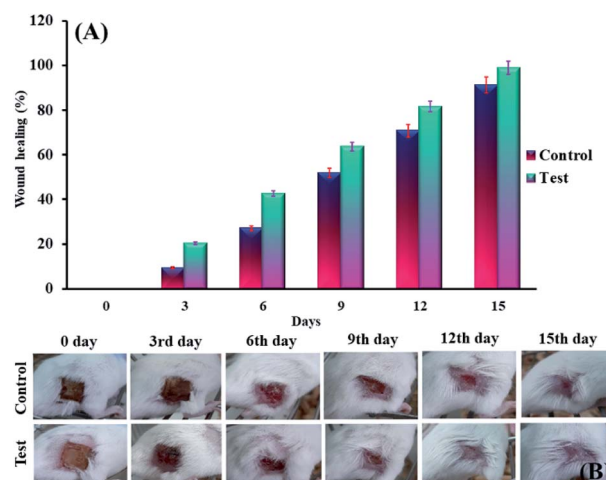 (A)
120
100
80
60
40
20
0
Wound healing (%)
Control
Test
0 3 6 9 12 15
Days
0 day 3rd day 6th day 9th day 12th day 15th day
Control
Test
(B)